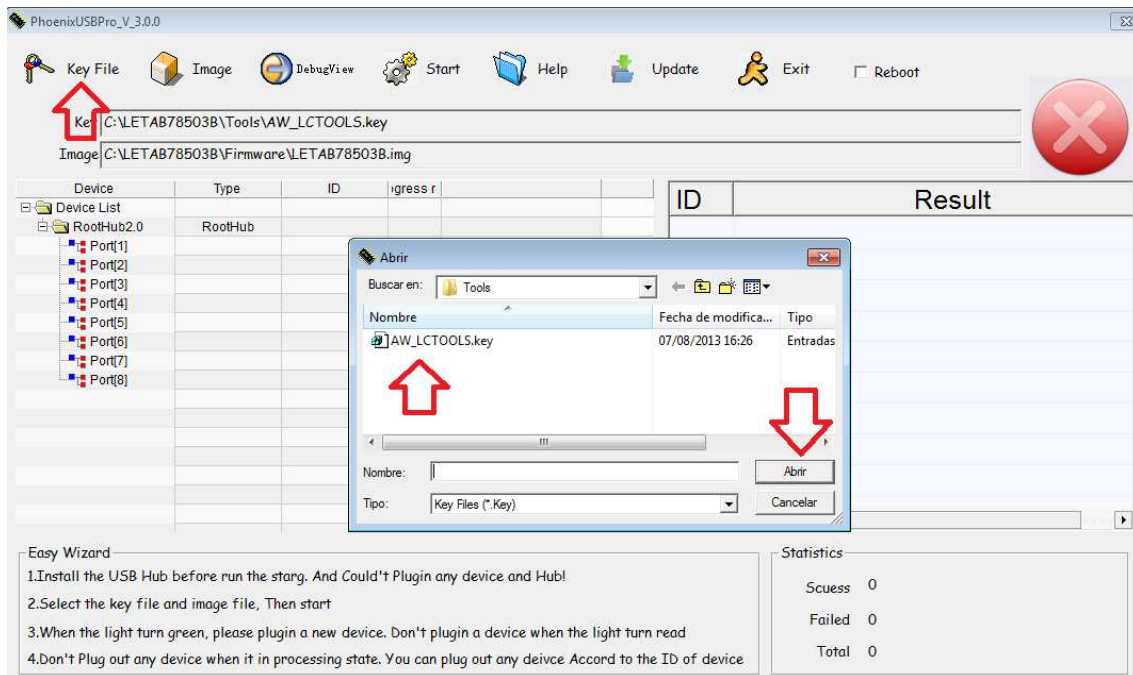 PhoenixUSBPro_V_3.0.0
Key File Image DebugView Start Help Update Exit Reboot
Key C:\LETAB78503B\Tools\AW_LCTOOLS.key
Image C:\LETAB78503B\Firmware\LETAB78503B.img
Device Type ID ıgress r
ID Result
Device List
RootHub2.0 RootHub
Port[1]
Port[2]
Port[3]
Port[4]
Port[5]
Port[6]
Port[7]
Port[8]
Abrir
Buscar en: Tools
Nombre Fecha de modifica... Tipo
AW_LCTOOLS.key 07/08/2013 16:26 Entradas
Nombre: Abrir
Tipo: Key Files (*.Key) Cancelar
Easy Wizard
1.Install the USB Hub before run the starg. And Could't Plugin any device and Hub!
2.Select the key file and image file, Then start
3.When the light turn green, please plugin a new device. Don't plugin a device when the light turn read
4.Don't Plug out any device when it in processing state. You can plug out any deivce Accord to the ID of device
Statistics
Scuess 0
Failed 0
Total 0